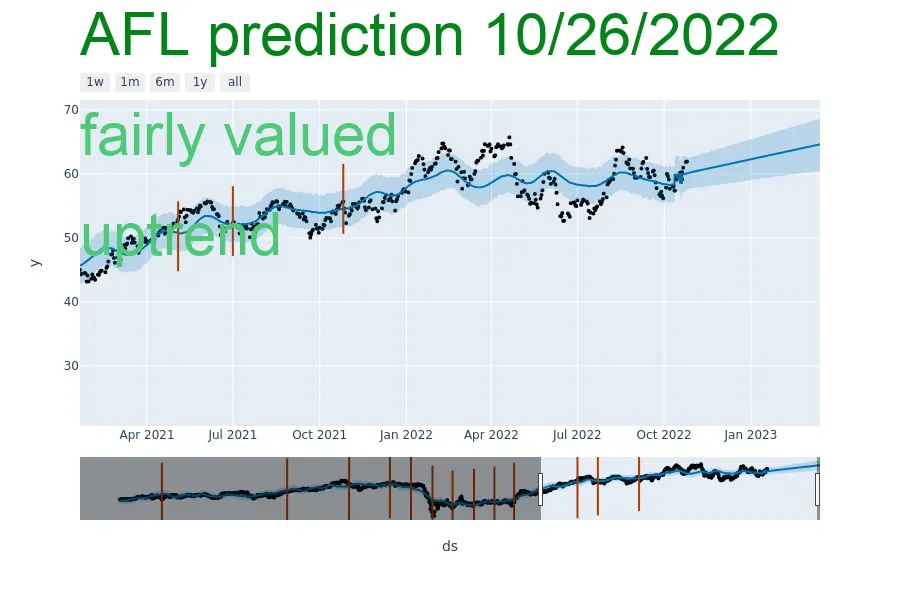 AFL prediction 10/26/2022
1w 1m 6m 1y all
70
fairly valued
60
uptrend
50
y
40
30
Apr 2021 Jul 2021 Oct 2021 Jan 2022 Apr 2022 Jul 2022 Oct 2022 Jan 2023
ds